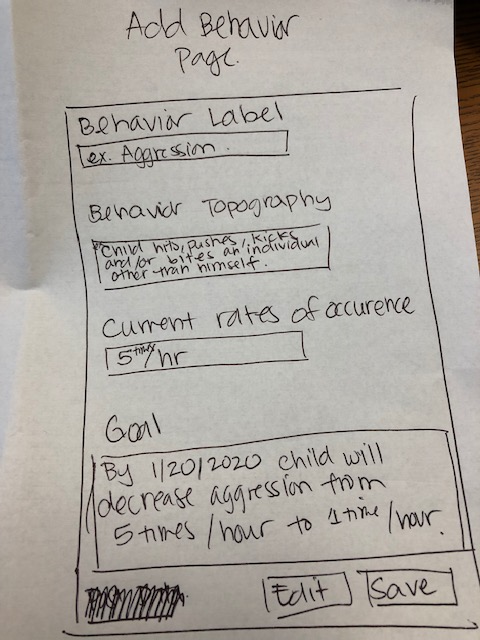 Add Behavior
Page.
Behavior Label
ex. Aggression.
Behavior Topography
"Child hits, pushes, kicks
and/or bites an individual
other than himself.
Current rates of occurence
5 times/hr
Goal
By 1/20/2020 child will
decrease aggression from
5 times /hour to 1 time /hour.
Edit Save